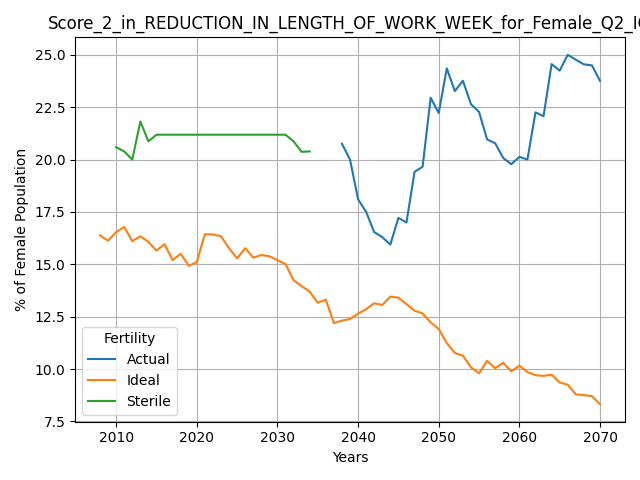 Score_2_in_REDUCTION_IN_LENGTH_OF_WORK_WEEK_for_Female_Q2_I
% of Female Population
25.0
22.5
20.0
17.5
15.0
12.5
10.0
7.5
Fertility
Actual
Ideal
Sterile
2010
2020
2030
2040
2050
2060
2070
Years